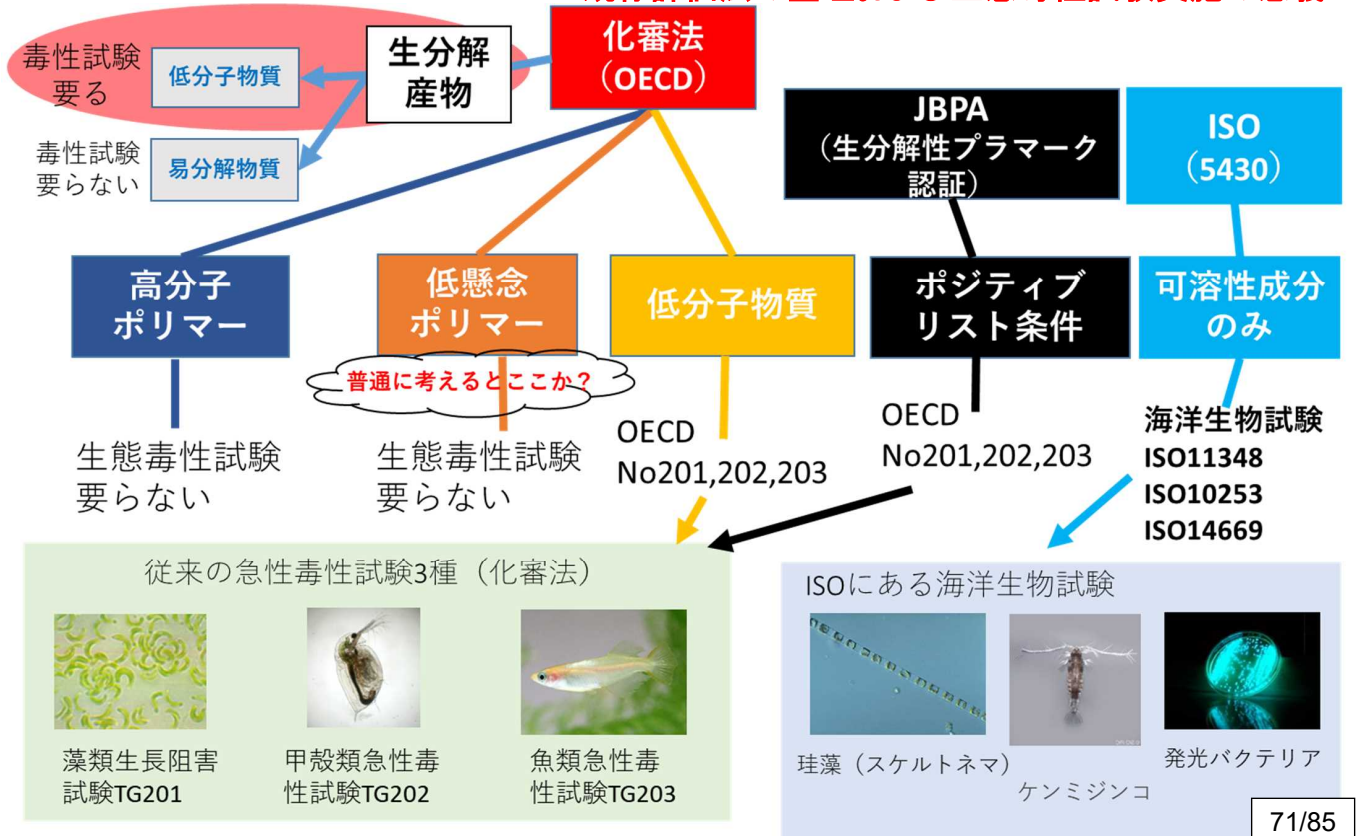 毒性試験
要る
低分子物質
生分解
産物
化審法
（OECD）
毒性試験
要らない
易分解物質
JBPA
（生分解性プラマーク
認証）
ISO
（5430）
高分子
ポリマー
低懸念
ポリマー
低分子物質
ポジティブ
リスト条件
可溶性成分
のみ
普通に考えるとここか？
生態毒性試験
要らない
生態毒性試験
要らない
OECD
No201,202,203
OECD
No201,202,203
海洋生物試験
ISO11348
ISO10253
ISO14669
従来の急性毒性試験3種（化審法）
藻類生長阻害
試験TG201
甲殻類急性毒
性試験TG202
魚類急性毒
性試験TG203
ISOにある海洋生物試験
珪藻（スケルトネマ）
ケンミジンコ
発光バクテリア
71/85